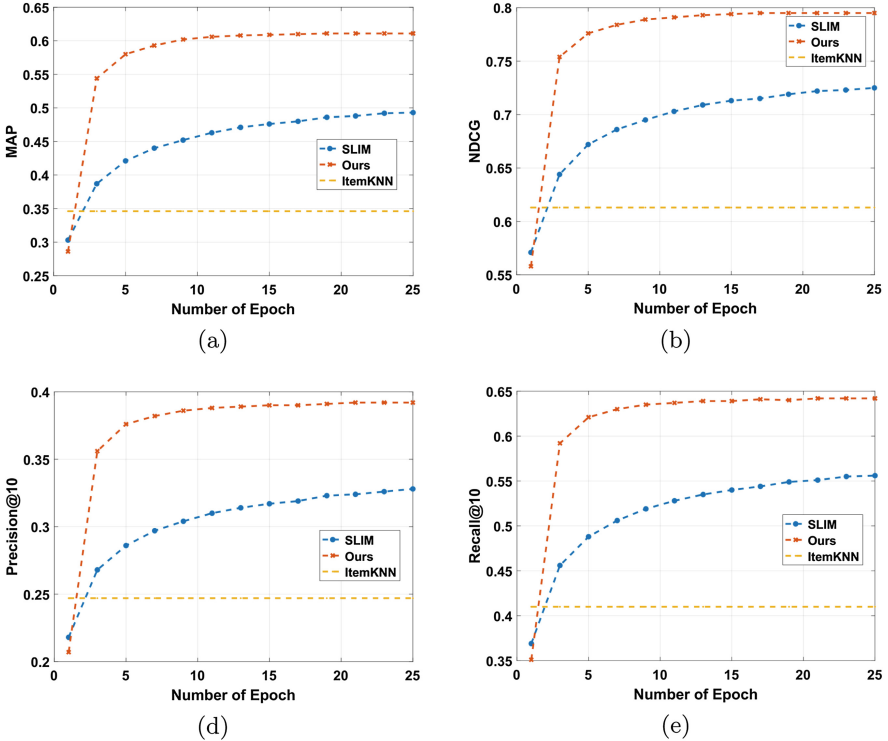 MAP
0.65
0.6
0.55
0.5
0.45
0.4
0.35
0.3
0.25
0 5 10 15 20 25
Number of Epoch
SLIM
Ours
ItemKNN
(a)
NDCG
0.8
0.75
0.7
0.65
0.6
0.55
0 5 10 15 20 25
Number of Epoch
SLIM
Ours
ItemKNN
(b)
Precision@10
0.4
0.35
0.3
0.25
0.2
0 5 10 15 20 25
Number of Epoch
SLIM
Ours
ItemKNN
(d)
Recall@10
0.65
0.6
0.55
0.5
0.45
0.4
0.35
0 5 10 15 20 25
Number of Epoch
SLIM
Ours
ItemKNN
(e)